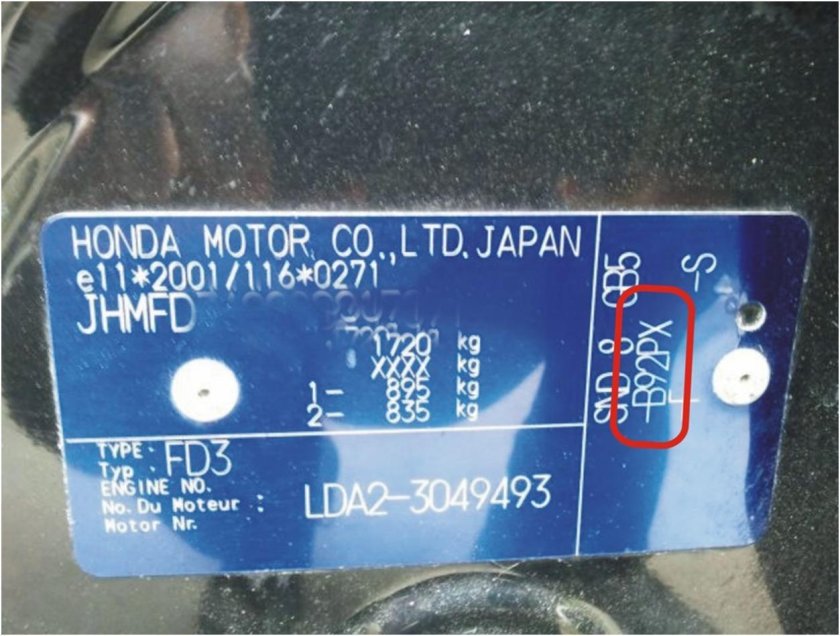 HONDA MOTOR CO.,LTD.JAPAN
e11*2001/116*0271
JHMFD
1720 kg
XXXX kg
1- 895 kg
2- 835 kg
TYPE:
Typ : FD3
ENGINE NO.
No. Du Moteur : LDA2-3049493
Motor Nr.
-B92PX
-S